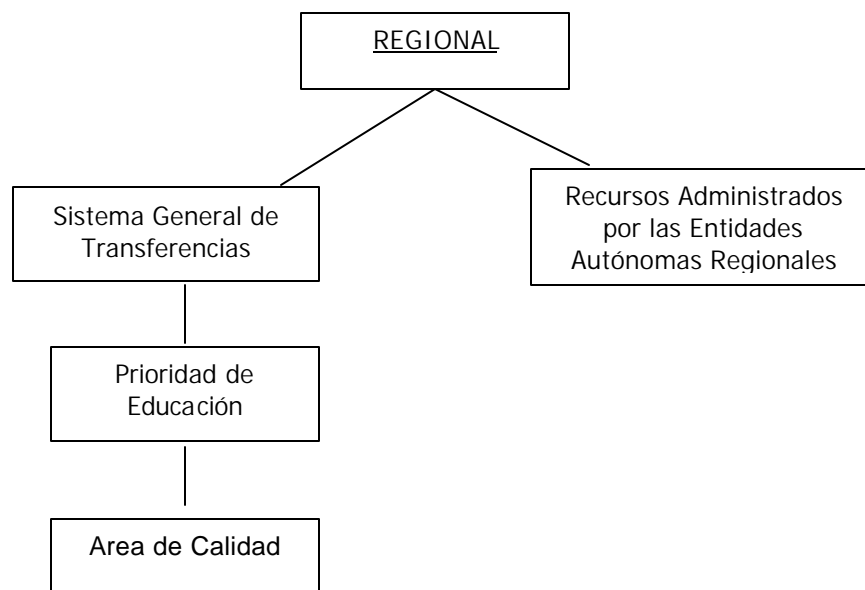 REGIONAL
Sistema General de
Transferencias
Recursos Administrados
por las Entidades
Autónomas Regionales
Prioridad de
Educación
Area de Calidad